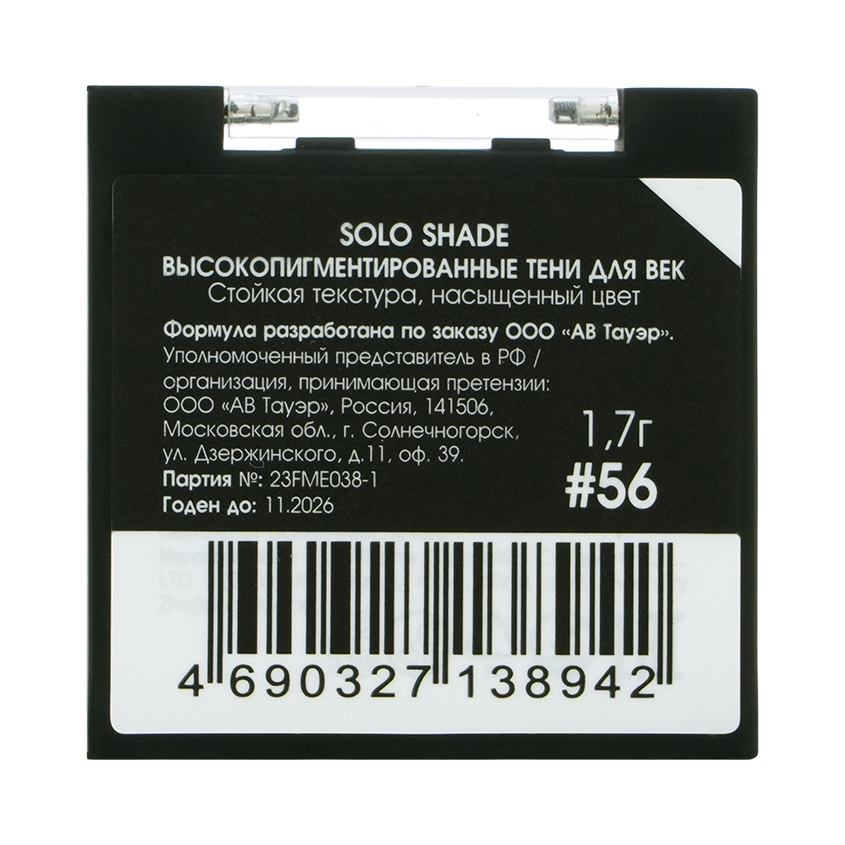 SOLO SHADE
ВЫСОКОПИГМЕНТИРОВАННЫЕ ТЕНИ ДЛЯ ВЕК
Стойкая текстура, насыщенный цвет
Формула разработана по заказу ООО «АВ Тауэр».
Уполномоченный представитель в РФ /
организация, принимающая претензии:
ООО «АВ Тауэр», Россия, 141506,
Московская обл., г. Солнечногорск,
ул. Дзержинского, д.11, оф. 39.
Партия №: 23FME038-1
Годен до: 11.2026
1,7г
#56
LTD.
4 690327 138942